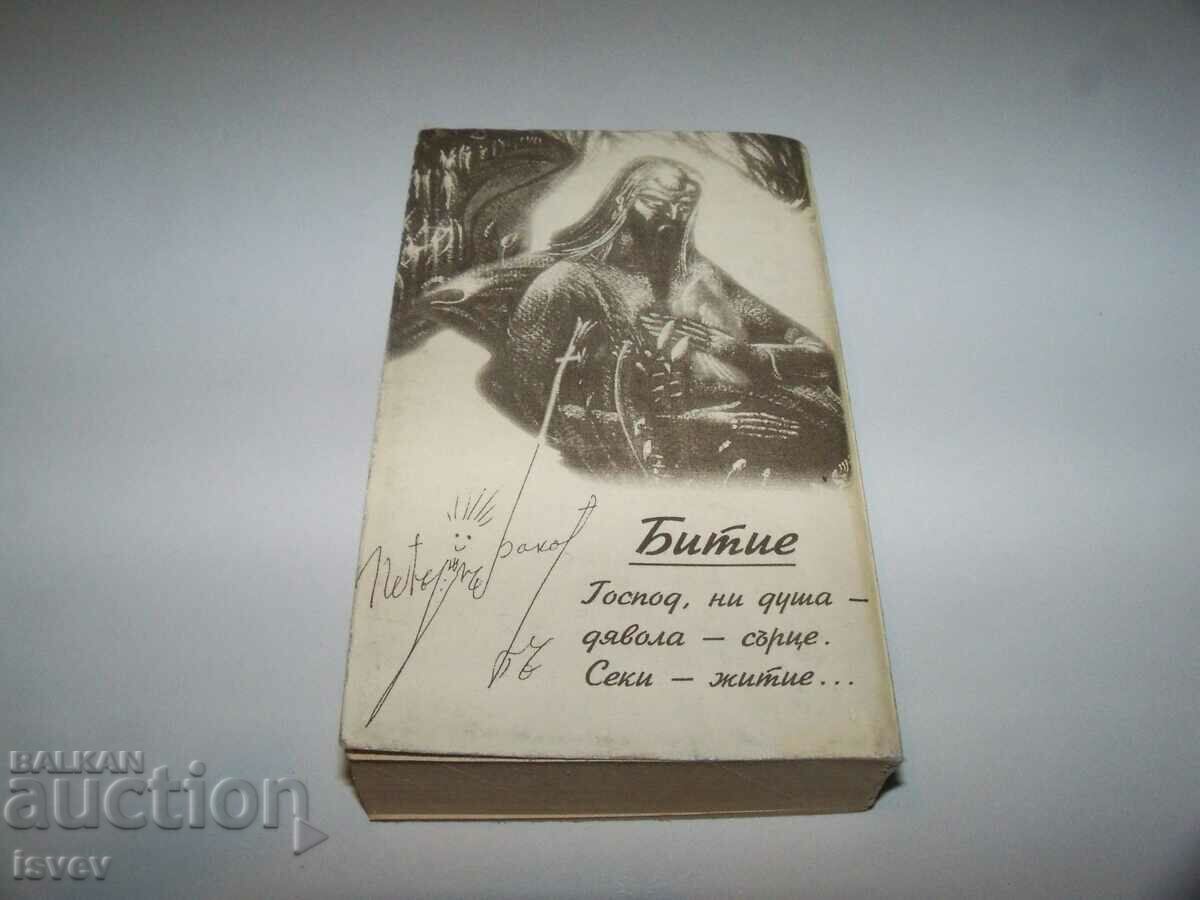 Битие
Господ, ни душа –
дявола – сърце.
Секи – житие...
BALKAN
auction
isvev